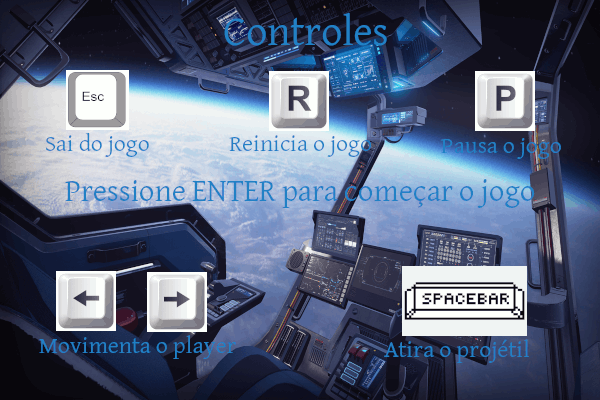 Controles
Esc
R
P
Sai do jogo
Reinicia o jogo
Pausa o jogo
Pressione ENTER para começar o jogo
SPACEBAR
Movimenta o player
Atira o projétil